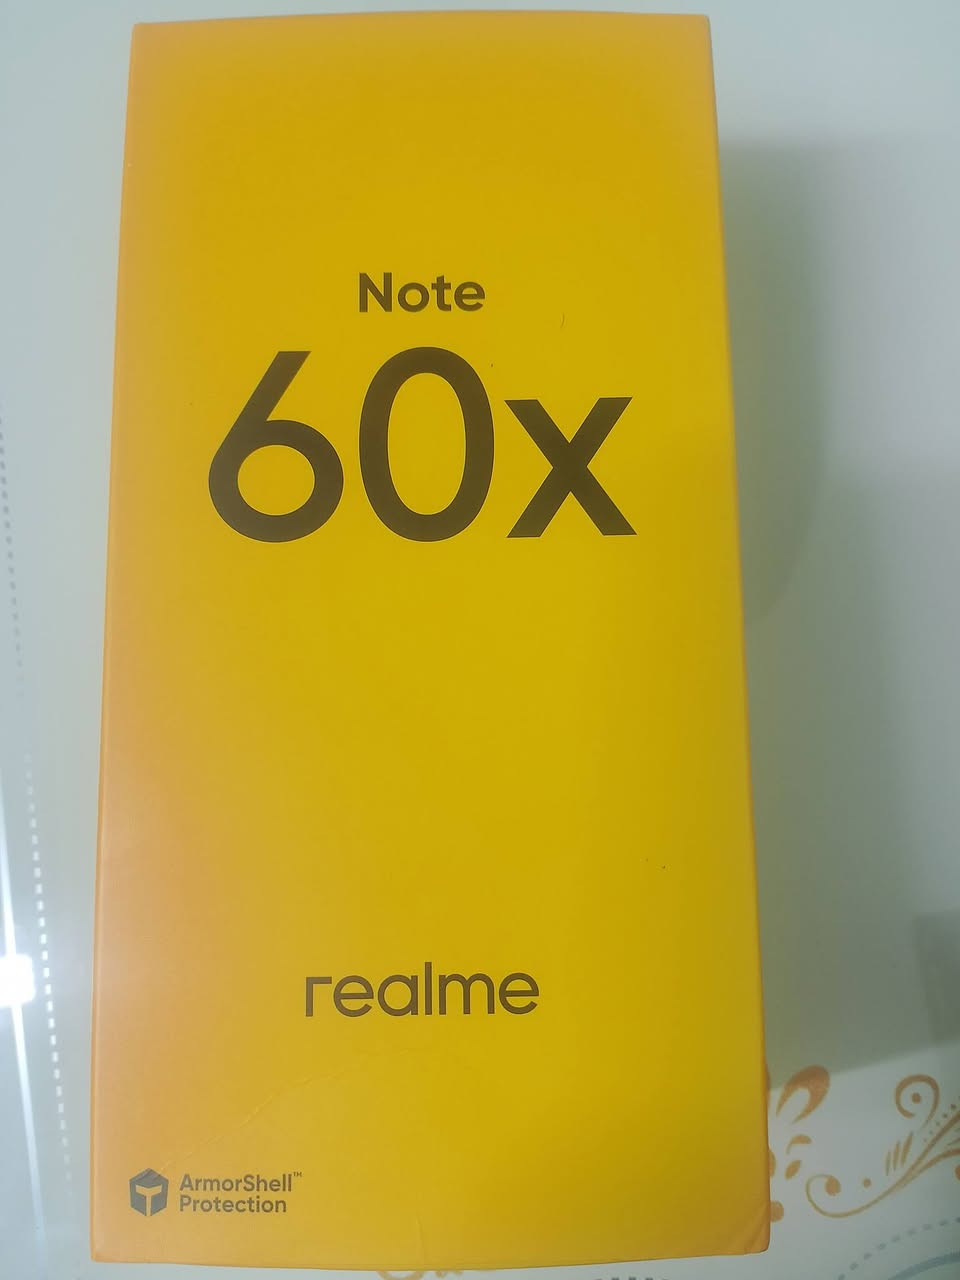 Note
60x
realme
ArmorShell™
Protection